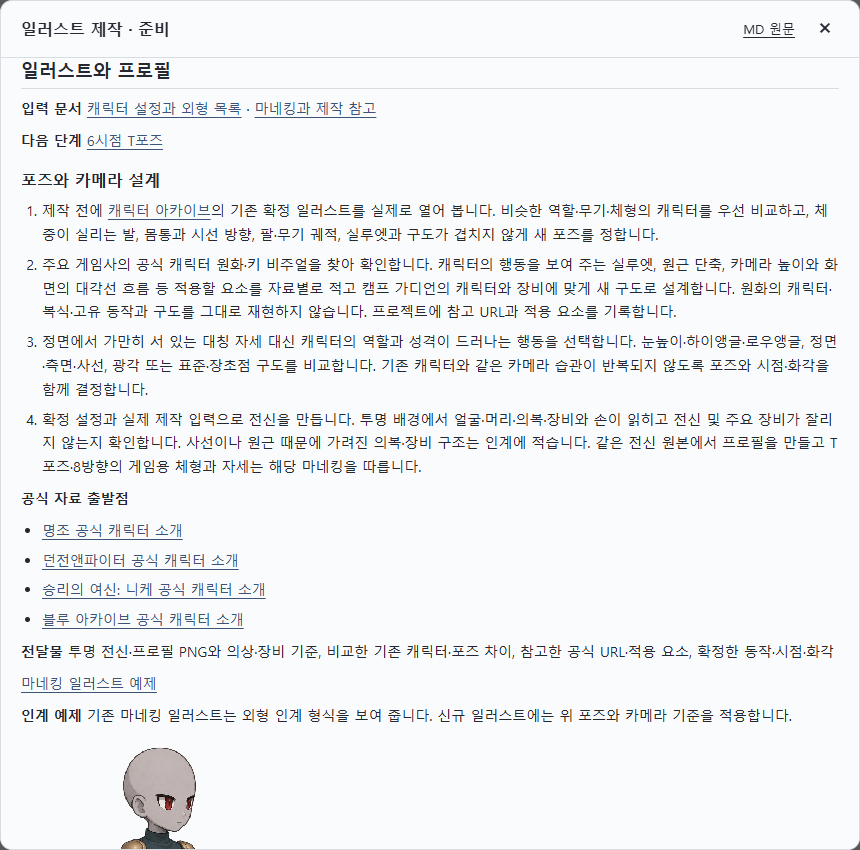 일러스트 제작 · 준비
MD 원문 ✕
일러스트와 프로필
입력 문서 캐릭터 설정과 외형 목록 · 마네킹과 제작 참고
다음 단계 6시점 T포즈
포즈와 카메라 설계
1. 제작 전에 캐릭터 아카이브의 기존 확정 일러스트를 실제로 열어 봅니다. 비슷한 역할·무기·체형의 캐릭터를 우선 비교하고, 체
중이 실리는 발, 몸통과 시선 방향, 팔·무기 궤적, 실루엣과 구도가 겹치지 않게 새 포즈를 정합니다.
2. 주요 게임사의 공식 캐릭터 원화·키 비주얼을 찾아 확인합니다. 캐릭터의 행동을 보여 주는 실루엣, 원근 단축, 카메라 높이와 화
면의 대각선 흐름 등 적용할 요소를 자료별로 적고 캠프 가디언의 캐릭터와 장비에 맞게 새 구도로 설계합니다. 원화의 캐릭터·
복식·고유 동작과 구도를 그대로 재현하지 않습니다. 프로젝트에 참고 URL과 적용 요소를 기록합니다.
3. 정면에서 가만히 서 있는 대칭 자세 대신 캐릭터의 역할과 성격이 드러나는 행동을 선택합니다. 눈높이·하이앵글·로우앵글, 정면
·측면·사선, 광각 또는 표준·장초점 구도를 비교합니다. 기존 캐릭터와 같은 카메라 습관이 반복되지 않도록 포즈와 시점·화각을
함께 결정합니다.
4. 확정 설정과 실제 제작 입력으로 전신을 만듭니다. 투명 배경에서 얼굴·머리·의복·장비와 손이 읽히고 전신 및 주요 장비가 잘리
지 않는지 확인합니다. 사선이나 원근 때문에 가려진 의복·장비 구조는 인계에 적습니다. 같은 전신 원본에서 프로필을 만들고 T
포즈·8방향의 게임용 체형과 자세는 해당 마네킹을 따릅니다.
공식 자료 출발점
• 명조 공식 캐릭터 소개
• 던전앤파이터 공식 캐릭터 소개
• 승리의 여신: 니케 공식 캐릭터 소개
• 블루 아카이브 공식 캐릭터 소개
전달물 투명 전신·프로필 PNG와 의상·장비 기준, 비교한 기존 캐릭터·포즈 차이, 참고한 공식 URL·적용 요소, 확정한 동작·시점·화각
마네킹 일러스트 예제
인계 예제 기존 마네킹 일러스트는 외형 인계 형식을 보여 줍니다. 신규 일러스트에는 위 포즈와 카메라 기준을 적용합니다.